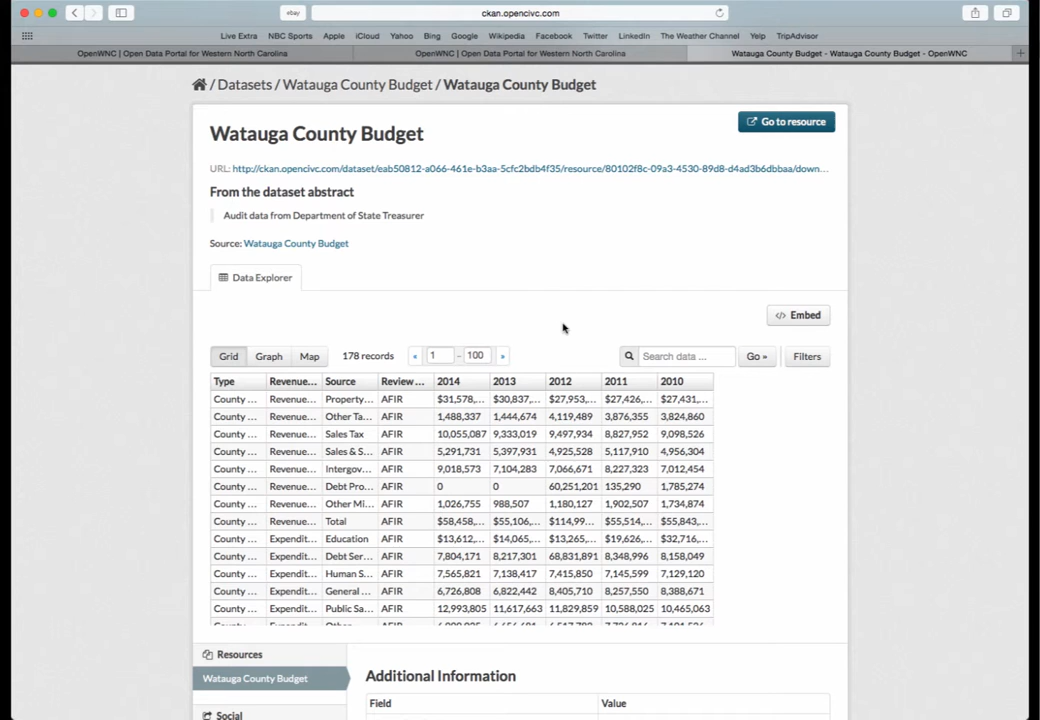 ebay
ckan.opencivc.com
Live Extra NBC Sports Apple iCloud Yahoo Bing Google Wikipedia Facebook Twitter LinkedIn The Weather Channel Yelp TripAdvisor
OpenWNC | Open Data Portal for Western North Carolina OpenWNC | Open Data Portal for Western North Carolina Watauga County Budget - Watauga County Budget - OpenWNC
/ Datasets / Watauga County Budget / Watauga County Budget
Watauga County Budget
Go to resource
URL: http://ckan.opencivc.com/dataset/eab50812-a066-461e-b3aa-5cfc2bdb4f35/resource/80102f8c-09a3-4530-89d8-d4ad3b6dbbaa/down...
From the dataset abstract
Audit data from Department of State Treasurer
Source: Watauga County Budget
Data Explorer
</> Embed
Grid Graph Map 178 records « 1 - 100 » Search data ... Go » Filters
Type Revenue... Source Review ... 2014 2013 2012 2011 2010
County ... Revenue... Property... AFIR $31,578,... $30,837,... $27,953,... $27,426,... $27,431,...
County ... Revenue... Other Ta... AFIR 1,488,337 1,444,674 4,119,489 3,876,355 3,824,860
County ... Revenue... Sales Tax AFIR 10,055,087 9,333,019 9,497,934 8,827,952 9,098,526
County ... Revenue... Sales & S... AFIR 5,291,731 5,397,931 4,925,528 5,117,910 4,956,304
County ... Revenue... Intergov... AFIR 9,018,573 7,104,283 7,066,671 8,227,323 7,012,454
County ... Revenue... Debt Pro... AFIR 0 0 60,251,201 135,290 1,785,274
County ... Revenue... Other Mi... AFIR 1,026,755 988,507 1,180,127 1,902,507 1,734,874
County ... Revenue... Total AFIR $58,458,... $55,106,... $114,99... $55,514,... $55,843,...
County ... Expendit... Education AFIR $13,612,... $14,065,... $13,265,... $19,626,... $32,716,...
County ... Expendit... Debt Ser... AFIR 7,804,171 8,217,301 68,831,891 8,348,996 8,158,049
County ... Expendit... Human S... AFIR 7,565,821 7,138,417 7,415,850 7,145,599 7,129,120
County ... Expendit... General ... AFIR 6,726,808 6,822,442 8,405,710 8,257,550 8,388,671
County ... Expendit... Public Sa... AFIR 12,993,805 11,617,663 11,829,859 10,588,025 10,465,063
Resources
Watauga County Budget
Additional Information
Field Value
Social